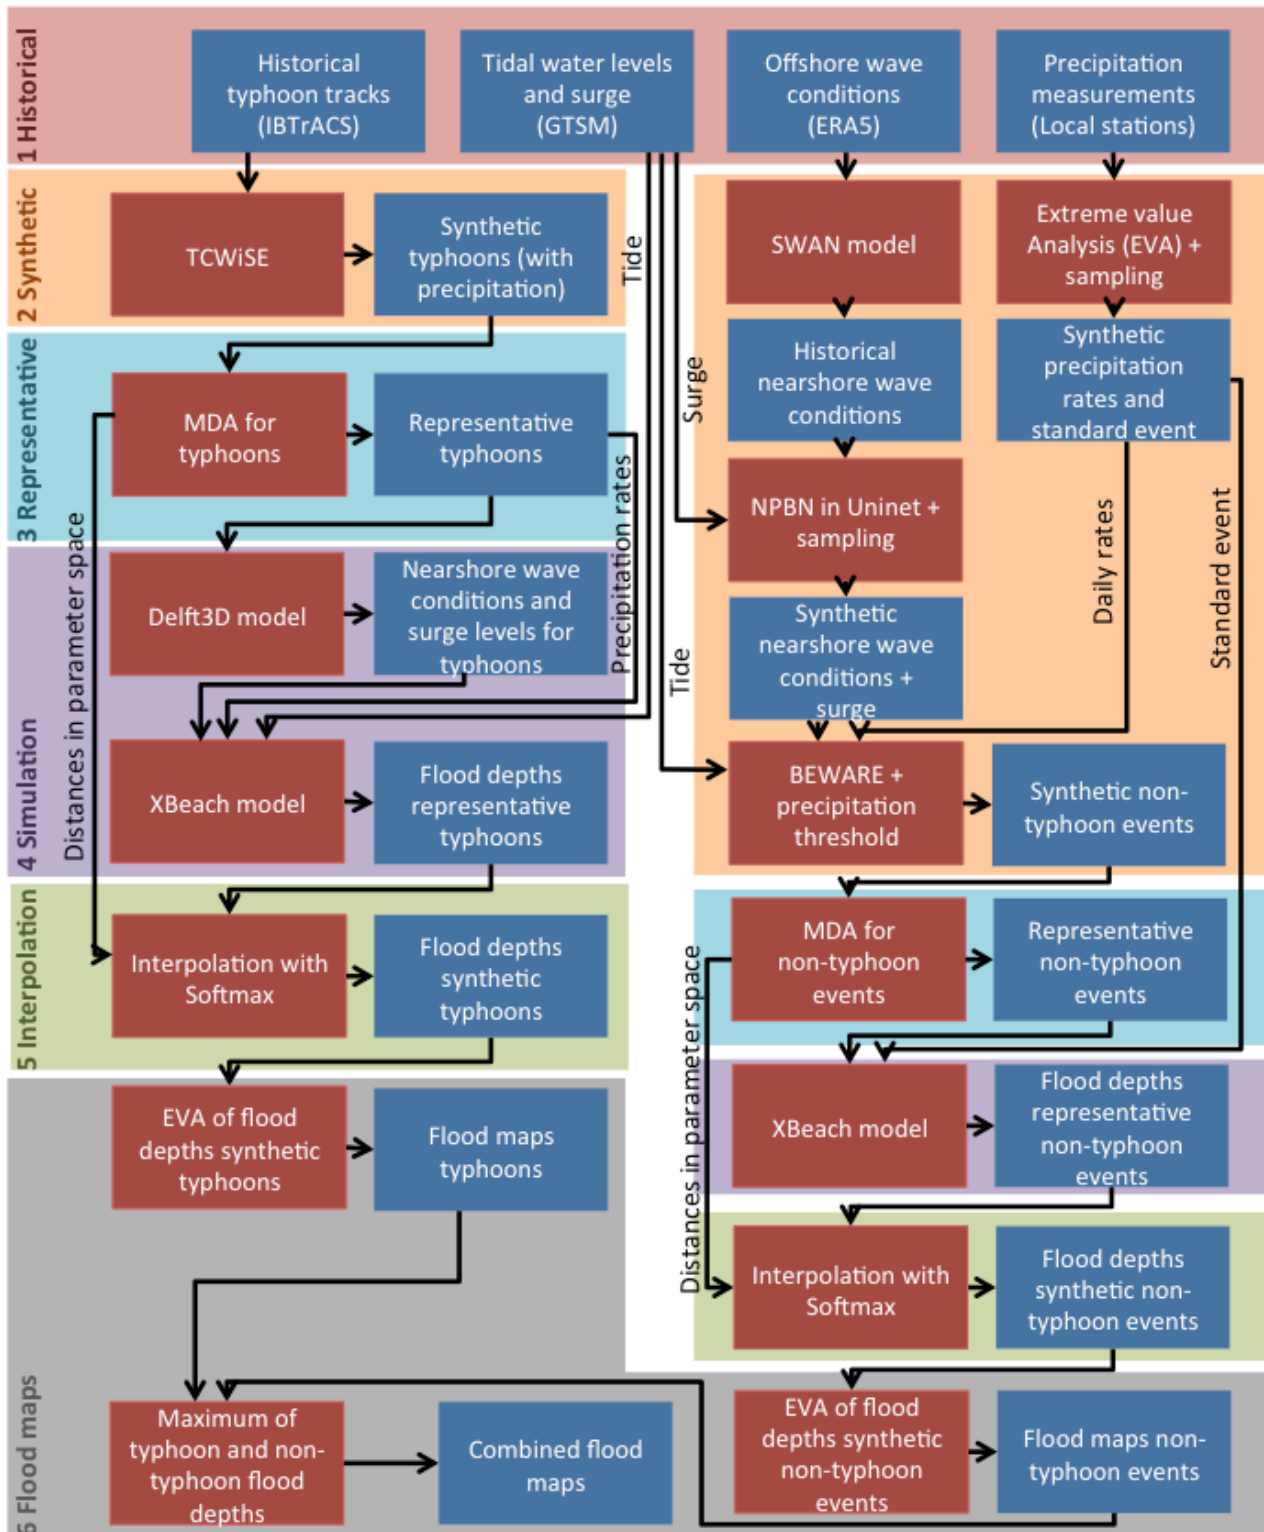 1 Historical
Historical
typhoon tracks
(IBTrACS)
Tidal water levels
and surge
(GTSM)
Offshore wave
conditions
(ERA5)
Precipitation
measurements
(Local stations)
2 Synthetic
TCWiSE
Synthetic
typhoons (with
precipitation)
Tide
SWAN model
Extreme value
Analysis (EVA) +
sampling
3 Representative
MDA for
typhoons
Representative
typhoons
Surge
Historical
nearshore wave
conditions
Synthetic
precipitation
rates and
standard event
Distances in parameter space
Precipitation rates
NPBN in Uninet +
sampling
Daily rates
Standard event
4 Simulation
Delft3D model
Nearshore wave
conditions and
surge levels for
typhoons
Tide
Synthetic
nearshore wave
conditions +
surge
XBeach model
Flood depths
representative
typhoons
BEWARE +
precipitation
threshold
Synthetic non-
typhoon events
5 Interpolation
Interpolation with
Softmax
Flood depths
synthetic
typhoons
Distances in parameter space
MDA for
non-typhoon
events
Representative
non-typhoon
events
6 Flood maps
EVA of flood
depths synthetic
typhoons
Flood maps
typhoons
XBeach model
Flood depths
representative
non-typhoon
events
Interpolation with
Softmax
Flood depths
synthetic non-
typhoon events
Maximum of
typhoon and non-
typhoon flood
depths
Combined flood
maps
EVA of flood
depths synthetic
non-typhoon
events
Flood maps non-
typhoon events